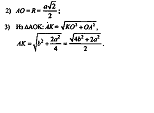 2) AO = R = a√2/2;
3) Из ΔAOK: AK = √(KO² + OA²).
AK = √(b² + 2a²/4) = √(4b² + 2a²)/2.